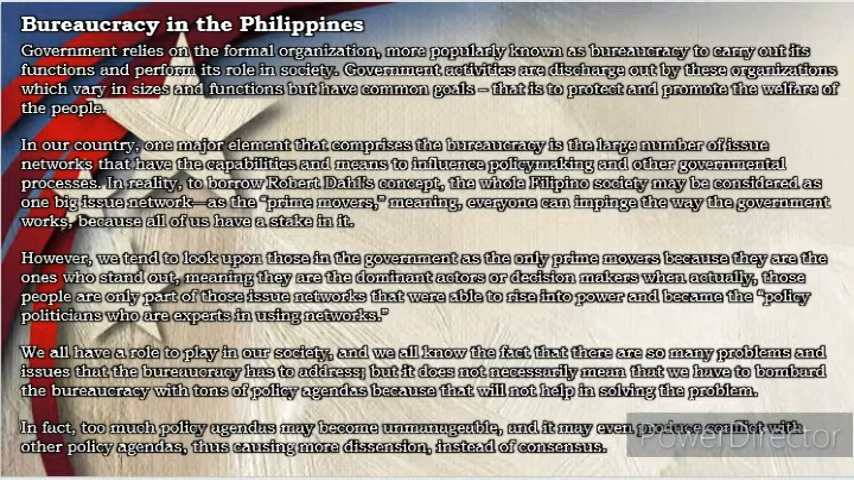 Bureaucracy in the Philippines
Government relies on the formal organization, more popularly known as bureaucracy to carry out its
functions and perform its role in society. Government activities are discharge out by these organizations
which vary in sizes and functions but have common goals – that is to protect and promote the welfare of
the people.
In our country, one major element that comprises the bureaucracy is the large number of issue
networks that have the capabilities and means to influence policymaking and other governmental
processes. In reality, to borrow Robert Dahl's concept, the whole Filipino society may be considered as
one big issue network—as the "prime movers," meaning, everyone can impinge the way the government
works, because all of us have a stake in it.
However, we tend to look upon those in the government as the only prime movers because they are the
ones who stand out, meaning they are the dominant actors or decision makers when actually, those
people are only part of those issue networks that were able to rise into power and became the "policy
politicians who are experts in using networks."
We all have a role to play in our society, and we all know the fact that there are so many problems and
issues that the bureaucracy has to address; but it does not necessarily mean that we have to bombard
the bureaucracy with tons of policy agendas because that will not help in solving the problem.
In fact, too much policy agendas may become unmanageable, and it may even produce conflict with
other policy agendas, thus causing more dissension, instead of consensus.
PowerDirector